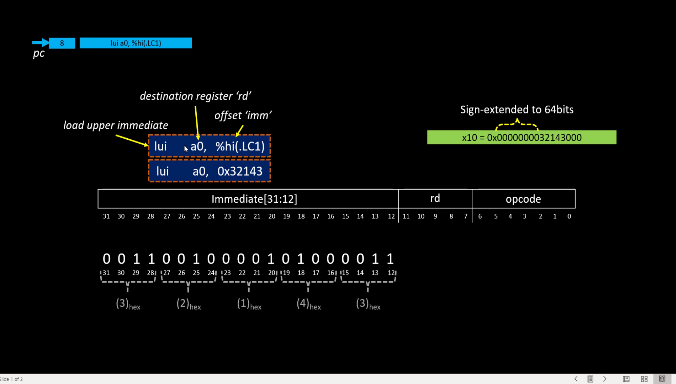 8 lui a0, %hi(.LC1)
pc
destination register 'rd'
offset 'imm'
load upper immediate
Sign-extended to 64bits
x10 = 0x0000000032143000
lui a0, %hi(.LC1)
lui a0, 0x32143
Immediate[31:12] rd opcode
31 30 29 28 27 26 25 24 23 22 21 20 19 18 17 16 15 14 13 12 11 10 9 8 7 6 5 4 3 2 1 0
0 0 1 1 0 0 1 0 0 0 0 1 0 1 0 0 0 0 1 1
31 30 29 28 27 26 25 24 23 22 21 20 19 18 17 16 15 14 13 12
(3)hex (2)hex (1)hex (4)hex (3)hex
Slide 1 of 2